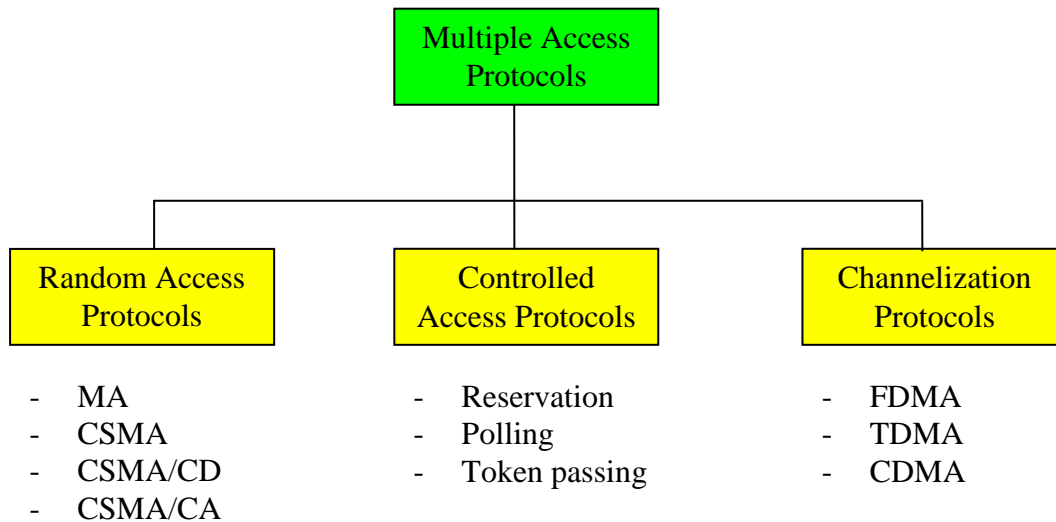 Multiple Access
Protocols
Random Access
Protocols
Controlled
Access Protocols
Channelization
Protocols
- MA
- CSMA
- CSMA/CD
- CSMA/CA
- Reservation
- Polling
- Token passing
- FDMA
- TDMA
- CDMA